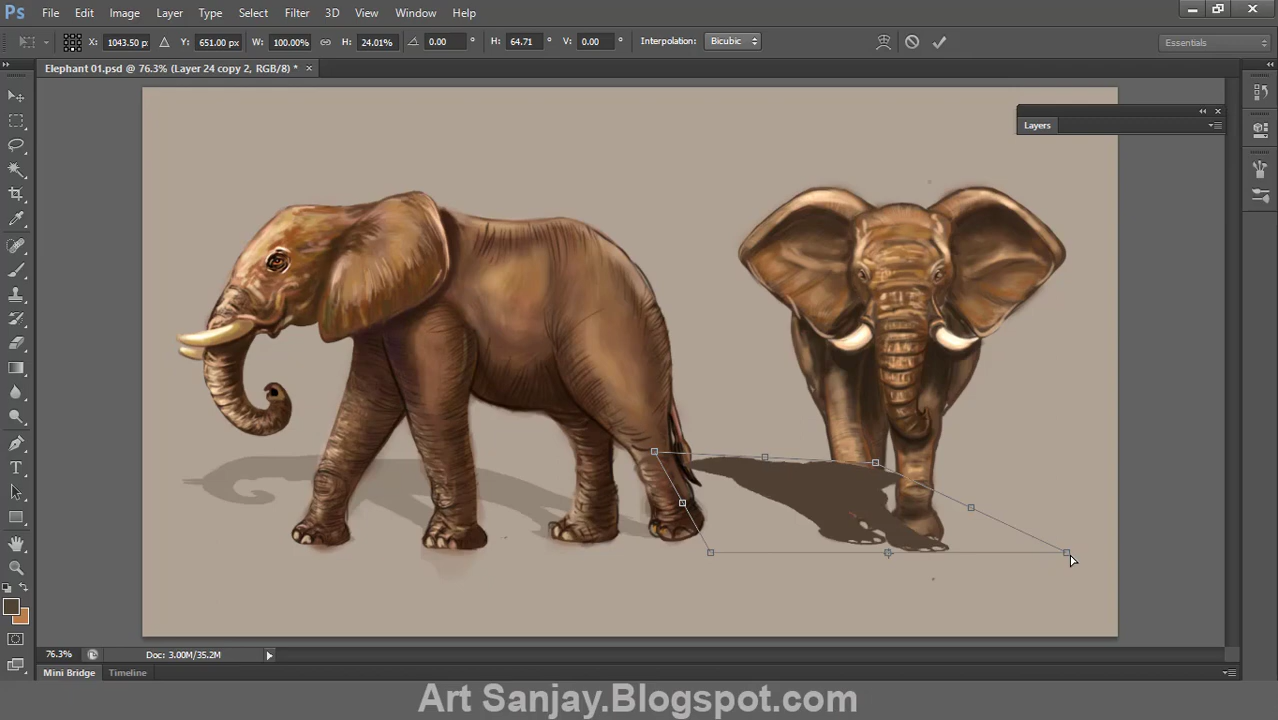 Ps File Edit Image Layer Type Select Filter 3D View Window Help
X: 1043.50 px Y: 651.00 px W: 100.00% H: 24.01% 0.00 ° H: 64.71 ° V: 0.00 ° Interpolation: Bicubic Essentials
Elephant 01.psd @ 76.3% (Layer 24 copy 2, RGB/8) * ×
Layers
76.3% Doc: 3.00M/35.2M
Mini Bridge Timeline
Art Sanjay.Blogspot.com